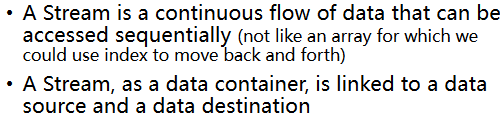 • A Stream is a continuous flow of data that can be
accessed sequentially (not like an array for which we
could use index to move back and forth)
• A Stream, as a data container, is linked to a data
source and a data destination